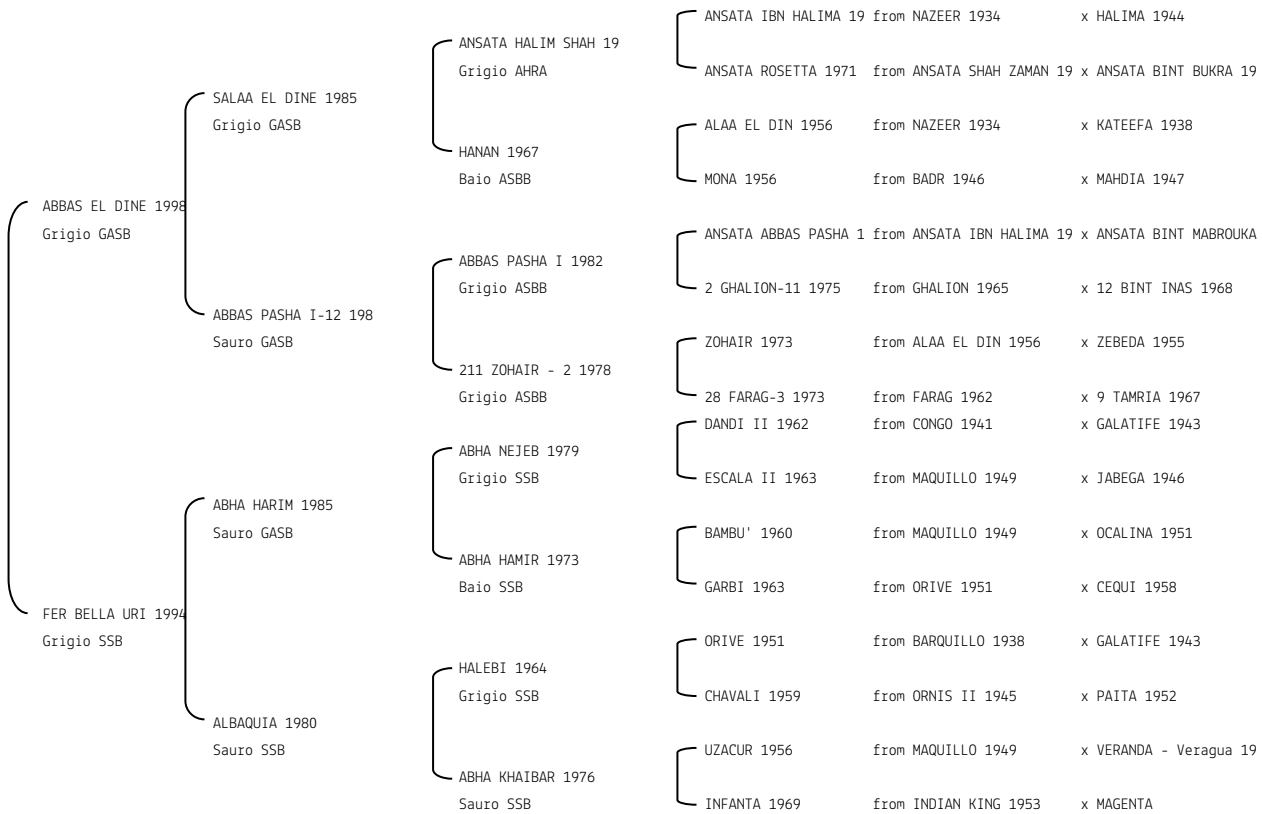 ANSATA IBN HALIMA 19 from NAZEER 1934 x HALIMA 1944
ANSATA HALIM SHAH 19
Grigio AHRA
ANSATA ROSETTA 1971 from ANSATA SHAH ZAMAN 19 x ANSATA BINT BUKRA 19
SALAA EL DINE 1985
Grigio GASB
ALAA EL DIN 1956 from NAZEER 1934 x KATEEFA 1938
HANAN 1967
Baio ASBB
MONA 1956 from BADR 1946 x MAHDIA 1947
ABBAS EL DINE 1998
Grigio GASB
ANSATA ABBAS PASHA 1 from ANSATA IBN HALIMA 19 x ANSATA BINT MABROUKA
ABBAS PASHA I 1982
Grigio ASBB
2 GHALION-11 1975 from GHALION 1965 x 12 BINT INAS 1968
ABBAS PASHA I-12 198
Sauro GASB
ZOHAIR 1973 from ALAA EL DIN 1956 x ZEBEDA 1955
211 ZOHAIR - 2 1978
Grigio ASBB
28 FARAG-3 1973 from FARAG 1962 x 9 TAMRIA 1967
DANDI II 1962 from CONGO 1941 x GALATIFE 1943
ABHA NEJEB 1979
Grigio SSB
ESCALA II 1963 from MAQUILLO 1949 x JABEGA 1946
ABHA HARIM 1985
Sauro GASB
BAMBU' 1960 from MAQUILLO 1949 x OCALINA 1951
ABHA HAMIR 1973
Baio SSB
GARBI 1963 from ORIVE 1951 x CEQUI 1958
FER BELLA URI 1994
Grigio SSB
ORIVE 1951 from BARQUILLO 1938 x GALATIFE 1943
HALEBI 1964
Grigio SSB
CHAVALI 1959 from ORNIS II 1945 x PAITA 1952
ALBAQUIA 1980
Sauro SSB
UZACUR 1956 from MAQUILLO 1949 x VERANDA - Veragua 19
ABHA KHAIBAR 1976
Sauro SSB
INFANTA 1969 from INDIAN KING 1953 x MAGENTA